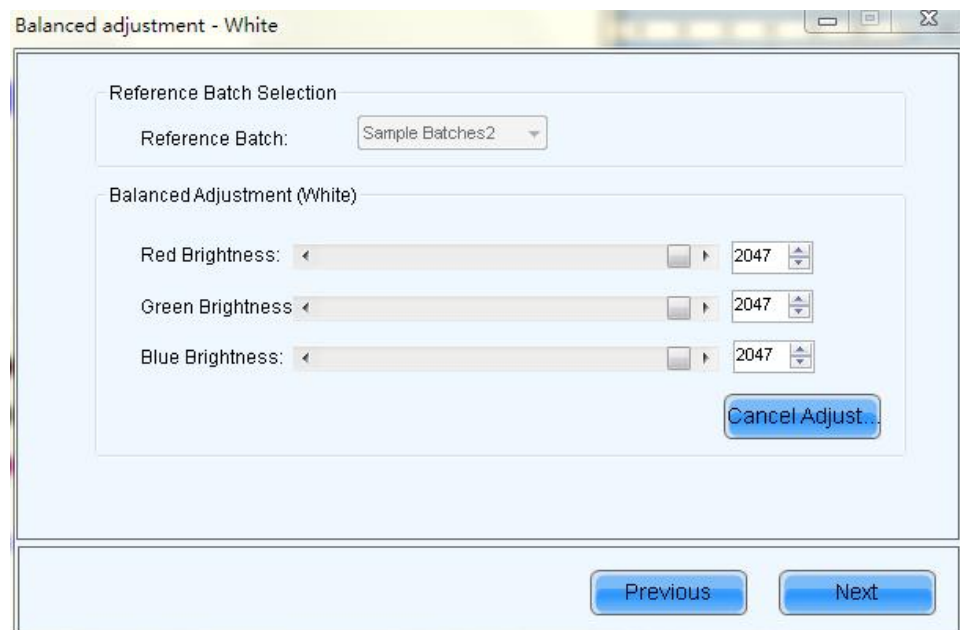 Balanced adjustment - White
Reference Batch Selection
Reference Batch: Sample Batches2
Balanced Adjustment (White)
Red Brightness: 2047
Green Brightness 2047
Blue Brightness: 2047
Cancel Adjust...
Previous Next